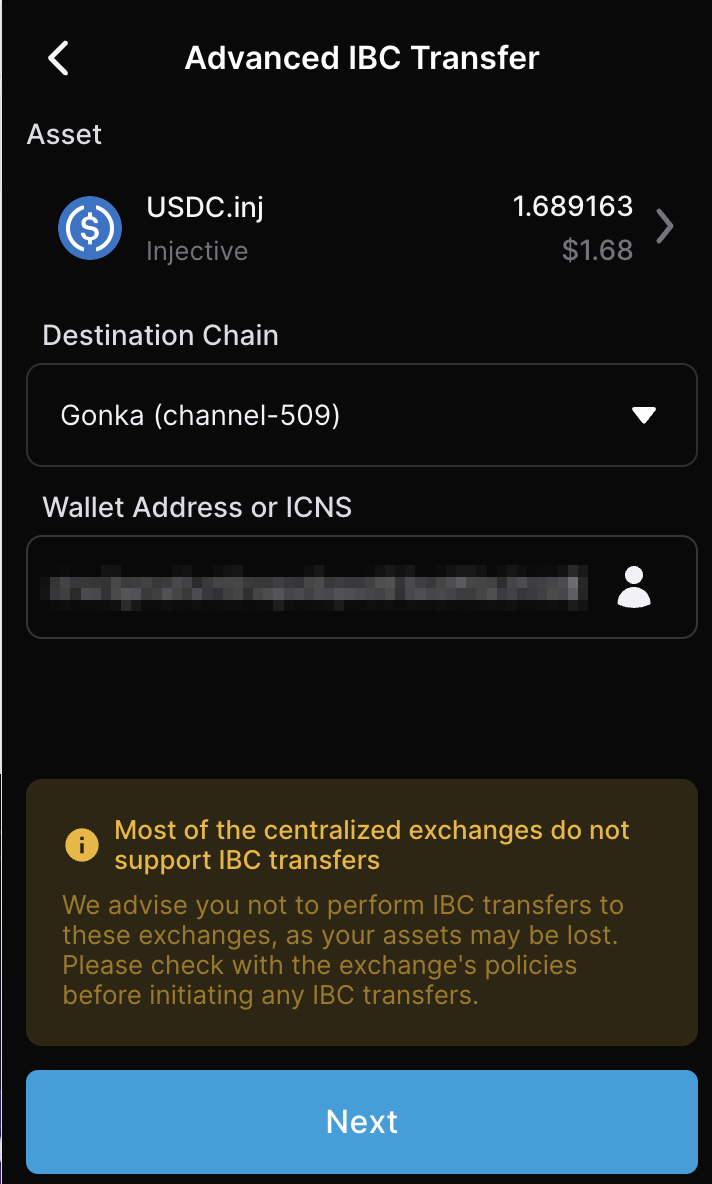 Advanced IBC Transfer
Asset
USDC.inj
1.689163
Injective
$1.68
Destination Chain
Gonka (channel-509)
Wallet Address or ICNS
Most of the centralized exchanges do not
support IBC transfers
We advise you not to perform IBC transfers to
these exchanges, as your assets may be lost.
Please check with the exchange's policies
before initiating any IBC transfers.
Next